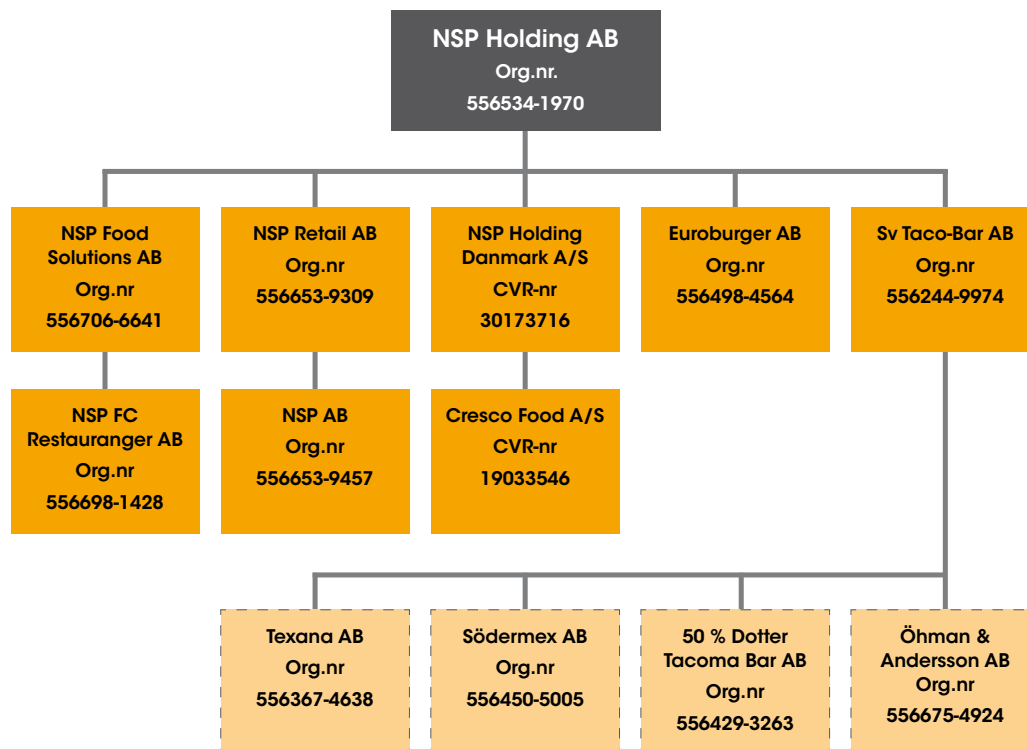 NSP Holding AB
Org.nr.
556534-1970
NSP Food
Solutions AB
Org.nr
556706-6641
NSP Retail AB
Org.nr
556653-9309
NSP Holding
Danmark A/S
CVR-nr
30173716
Euroburger AB
Org.nr
556498-4564
Sv Taco-Bar AB
Org.nr
556244-9974
NSP FC
Restauranger AB
Org.nr
556698-1428
NSP AB
Org.nr
556653-9457
Cresco Food A/S
CVR-nr
19033546
Texana AB
Org.nr
556367-4638
Södermex AB
Org.nr
556450-5005
50 % Dotter
Tacoma Bar AB
Org.nr
556429-3263
Öhman &
Andersson AB
Org.nr
556675-4924